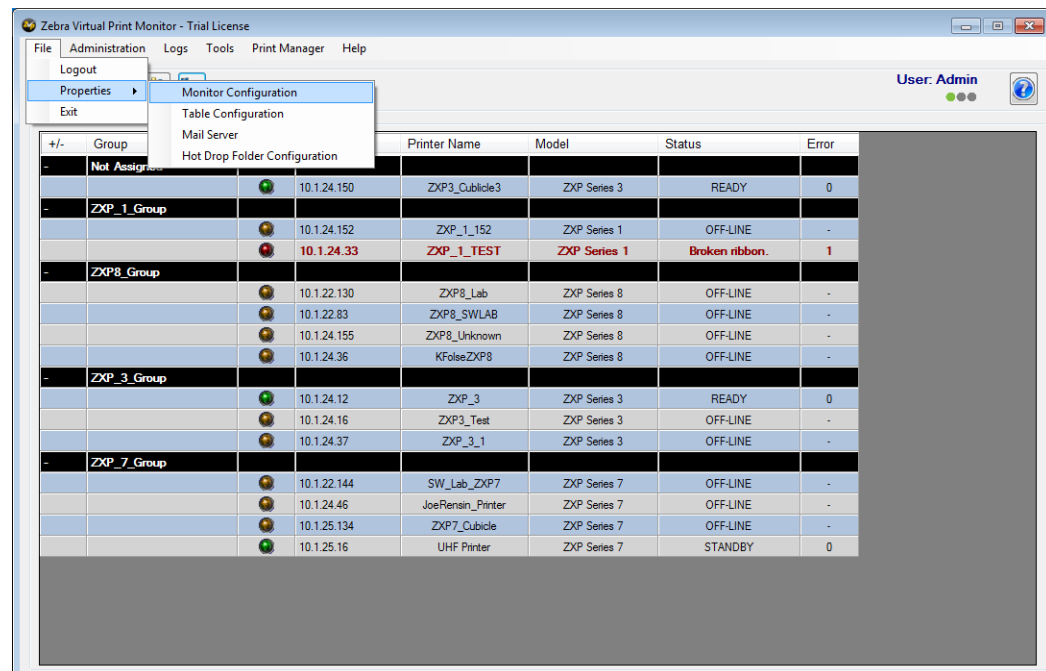 Zebra Virtual Print Monitor - Trial License
File Administration Logs Tools Print Manager Help
Logout
Properties
Exit
Monitor Configuration
Table Configuration
Mail Server
Hot Drop Folder Configuration
User: Admin
+/- Group Printer Name Model Status Error
- Not
10.1.24.150 ZXP3_Cublicle3 ZXP Series 3 READY 0
- ZXP_1_Group
10.1.24.152 ZXP_1_152 ZXP Series 1 OFF-LINE -
10.1.24.33 ZXP_1_TEST ZXP Series 1 Broken ribbon. 1
- ZXP8_Group
10.1.22.130 ZXP8_Lab ZXP Series 8 OFF-LINE -
10.1.22.83 ZXP8_SWLAB ZXP Series 8 OFF-LINE -
10.1.24.155 ZXP8_Unknown ZXP Series 8 OFF-LINE -
10.1.24.36 KFolseZXP8 ZXP Series 8 OFF-LINE -
- ZXP_3_Group
10.1.24.12 ZXP_3 ZXP Series 3 READY 0
10.1.24.16 ZXP3_Test ZXP Series 3 OFF-LINE -
10.1.24.37 ZXP_3_1 ZXP Series 3 OFF-LINE -
- ZXP_7_Group
10.1.22.144 SW_Lab_ZXP7 ZXP Series 7 OFF-LINE -
10.1.24.46 JoeRensin_Printer ZXP Series 7 OFF-LINE -
10.1.25.134 ZXP7_Cubicle ZXP Series 7 OFF-LINE -
10.1.25.16 UHF Printer ZXP Series 7 STANDBY 0